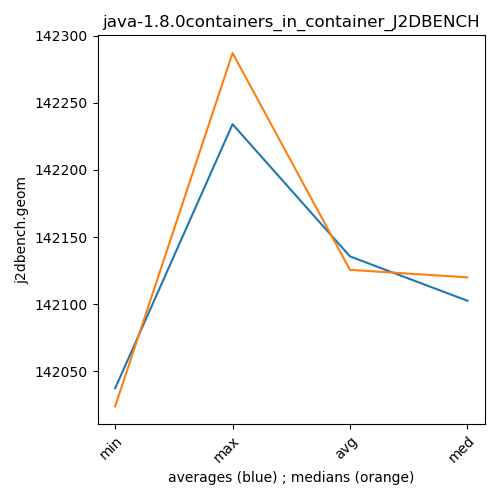 java-1.8.0containers_in_container_J2DBENCH
142300
142250
142200
142150
142100
142050
j2dbench.geom
min
max
avg
med
averages (blue) ; medians (orange)